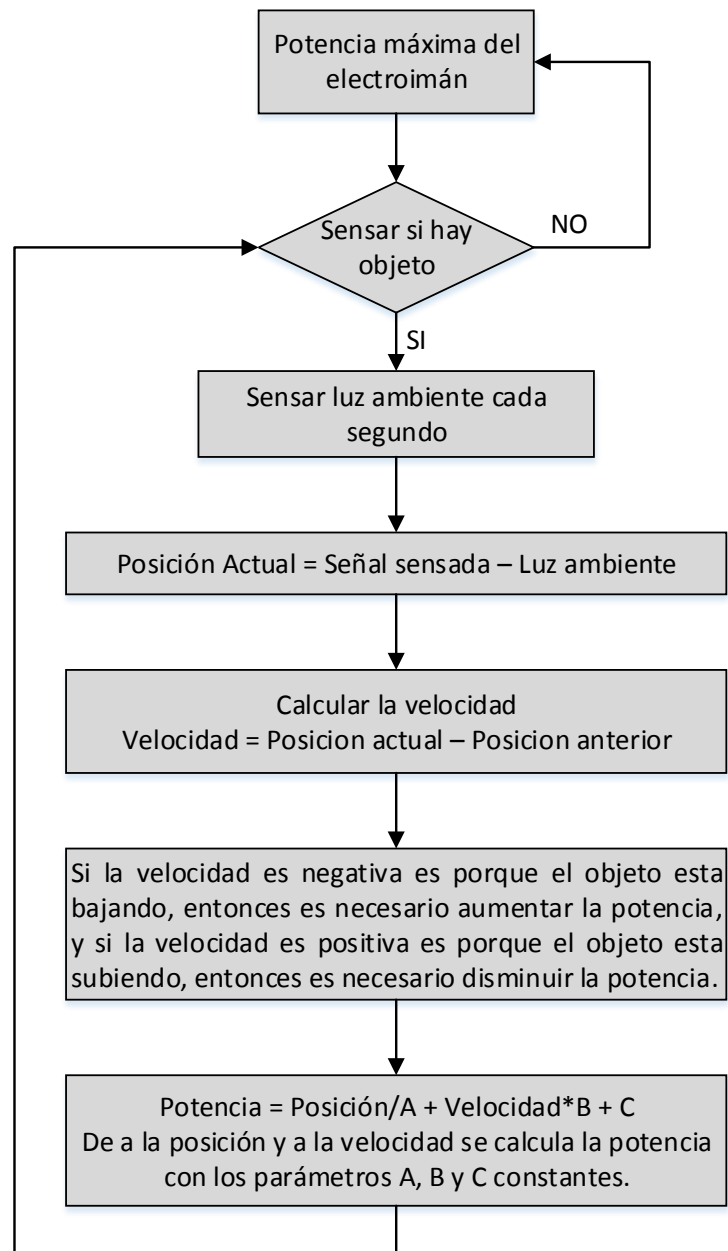 Potencia máxima del
electroimán
Sensar si hay
objeto
NO
SI
Sensar luz ambiente cada
segundo
Posición Actual = Señal sensada – Luz ambiente
Calcular la velocidad
Velocidad = Posicion actual – Posicion anterior
Si la velocidad es negativa es porque el objeto esta
bajando, entonces es necesario aumentar la potencia,
y si la velocidad es positiva es porque el objeto esta
subiendo, entonces es necesario disminuir la potencia.
Potencia = Posición/A + Velocidad*B + C
De a la posición y a la velocidad se calcula la potencia
con los parámetros A, B y C constantes.